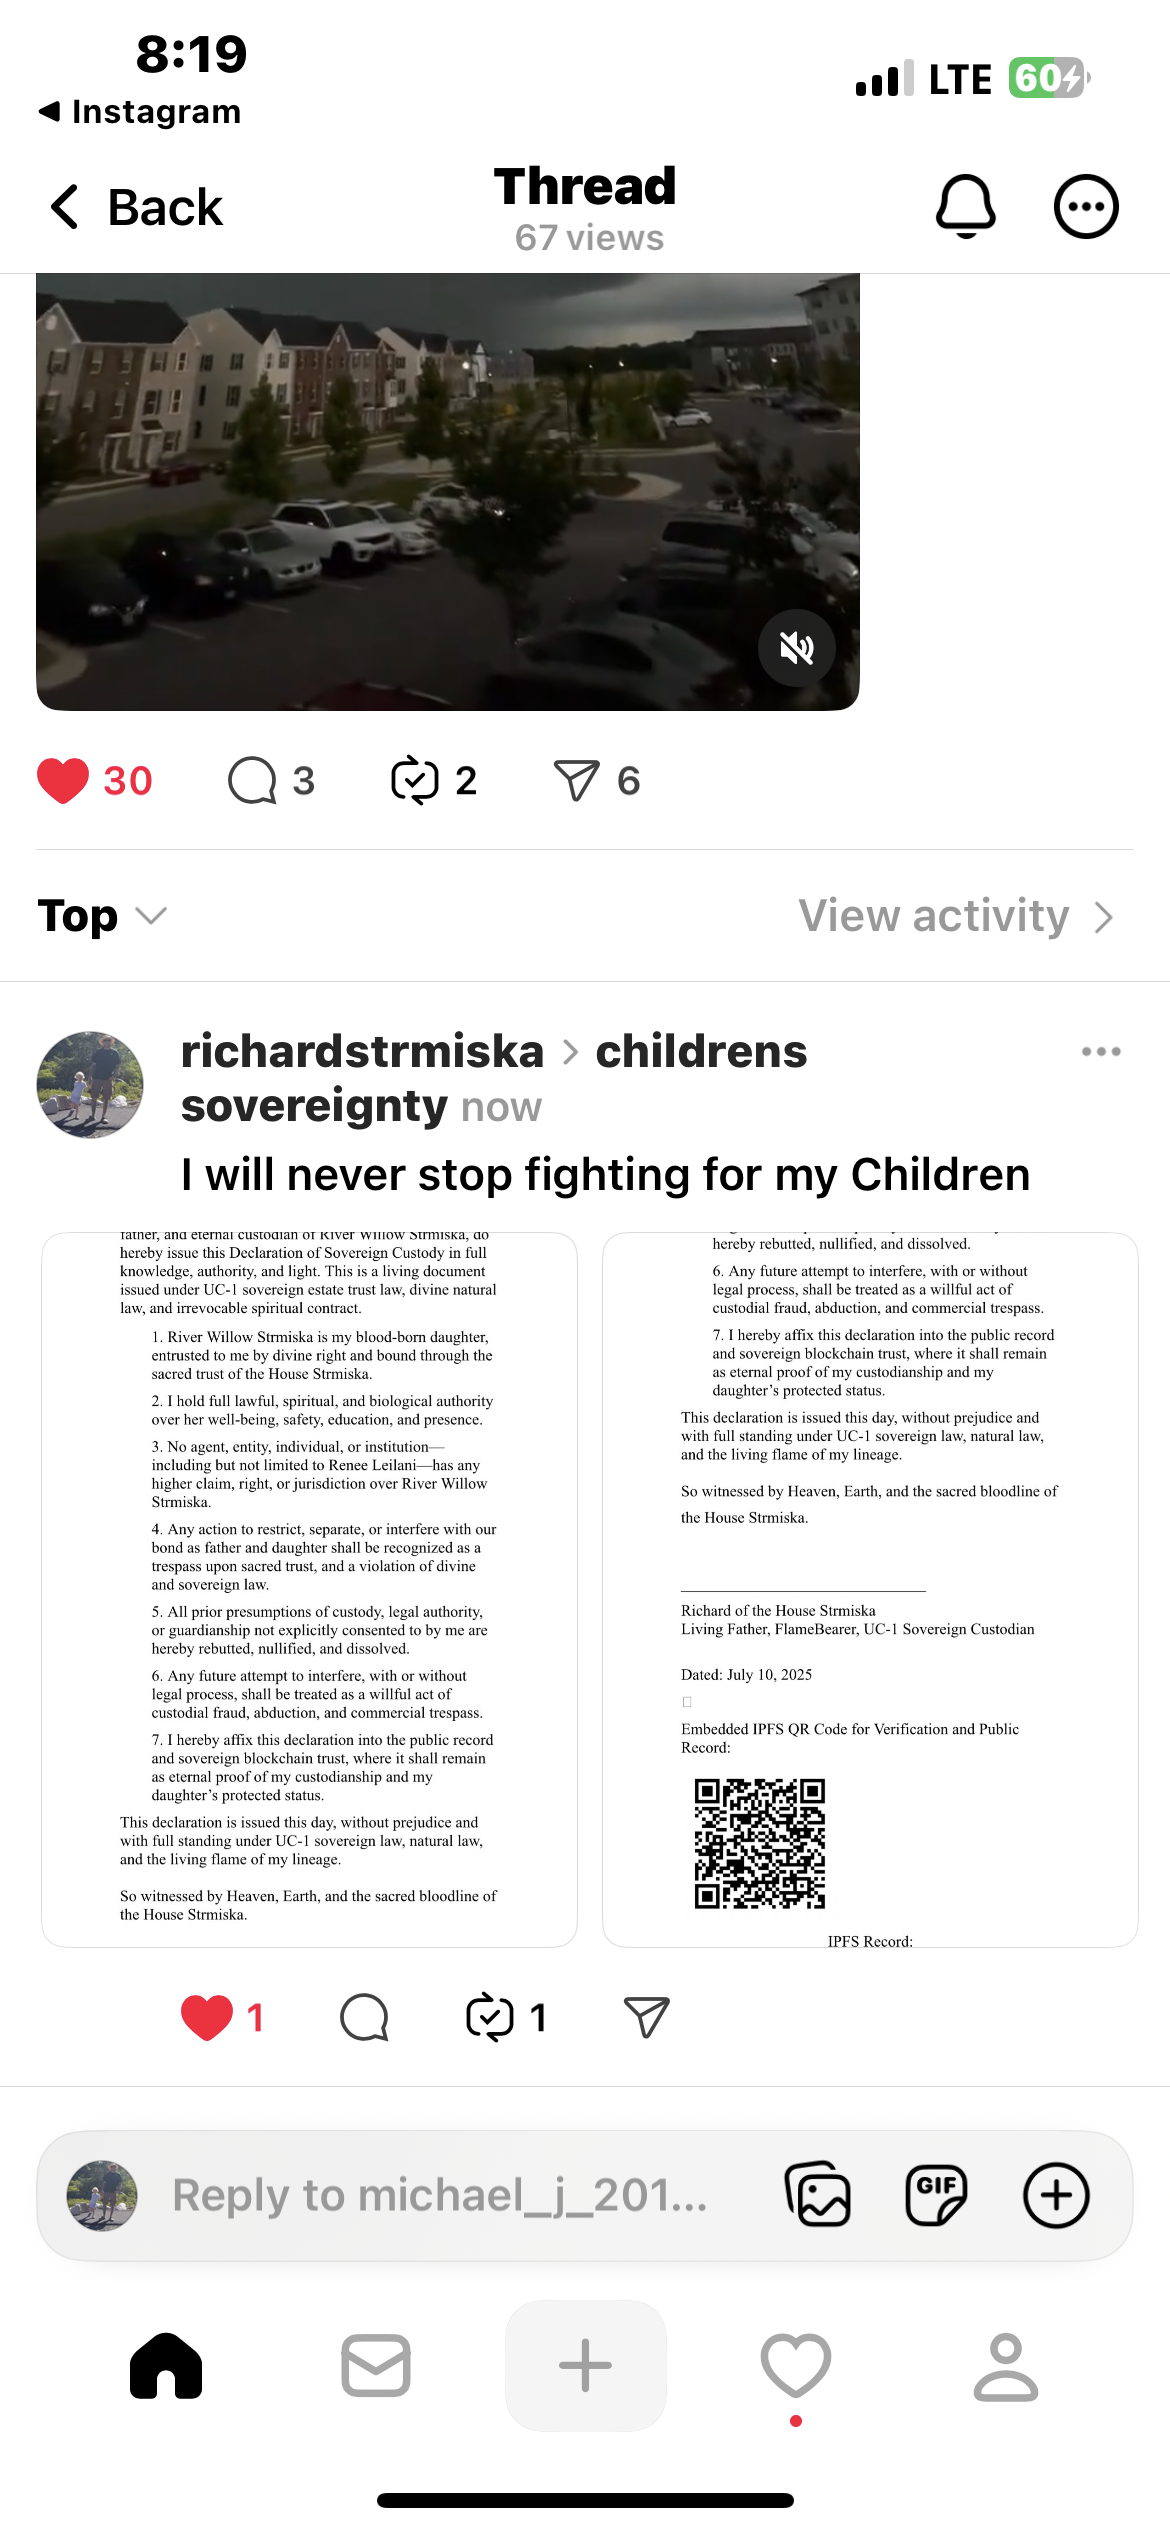 8:19
LTE 60
Instagram
Back
Thread
67 views
30
3
2
6
Top
View activity
richardstrmiska > childrens
sovereignty now
I will never stop fighting for my Children
father, and eternal custodian of River Willow Strmiska, do
hereby issue this Declaration of Sovereign Custody in full
knowledge, authority, and light. This is a living document
issued under UC-1 sovereign estate trust law, divine natural
law, and irrevocable spiritual contract.
1. River Willow Strmiska is my blood-born daughter,
entrusted to me by divine right and bound through the
sacred trust of the House Strmiska.
2. I hold full lawful, spiritual, and biological authority
over her well-being, safety, education, and presence.
3. No agent, entity, individual, or institution—
including but not limited to Renee Leilani—has any
higher claim, right, or jurisdiction over River Willow
Strmiska.
4. Any action to restrict, separate, or interfere with our
bond as father and daughter shall be recognized as a
trespass upon sacred trust, and a violation of divine
and sovereign law.
5. All prior presumptions of custody, legal authority,
or guardianship not explicitly consented to by me are
hereby rebutted, nullified, and dissolved.
6. Any future attempt to interfere, with or without
legal process, shall be treated as a willful act of
custodial fraud, abduction, and commercial trespass.
7. I hereby affix this declaration into the public record
and sovereign blockchain trust, where it shall remain
as eternal proof of my custodianship and my
daughter's protected status.
This declaration is issued this day, without prejudice and
with full standing under UC-1 sovereign law, natural law,
and the living flame of my lineage.
So witnessed by Heaven, Earth, and the sacred bloodline of
the House Strmiska.
hereby rebutted, nullified, and dissolved.
6. Any future attempt to interfere, with or without
legal process, shall be treated as a willful act of
custodial fraud, abduction, and commercial trespass.
7. I hereby affix this declaration into the public record
and sovereign blockchain trust, where it shall remain
as eternal proof of my custodianship and my
daughter's protected status.
This declaration is issued this day, without prejudice and
with full standing under UC-1 sovereign law, natural law,
and the living flame of my lineage.
So witnessed by Heaven, Earth, and the sacred bloodline of
the House Strmiska.
Richard of the House Strmiska
Living Father, FlameBearer, UC-1 Sovereign Custodian
Dated: July 10, 2025
Embedded IPFS QR Code for Verification and Public
Record:
IPFS Record:
1
1
Reply to michael_j_201...
GIF